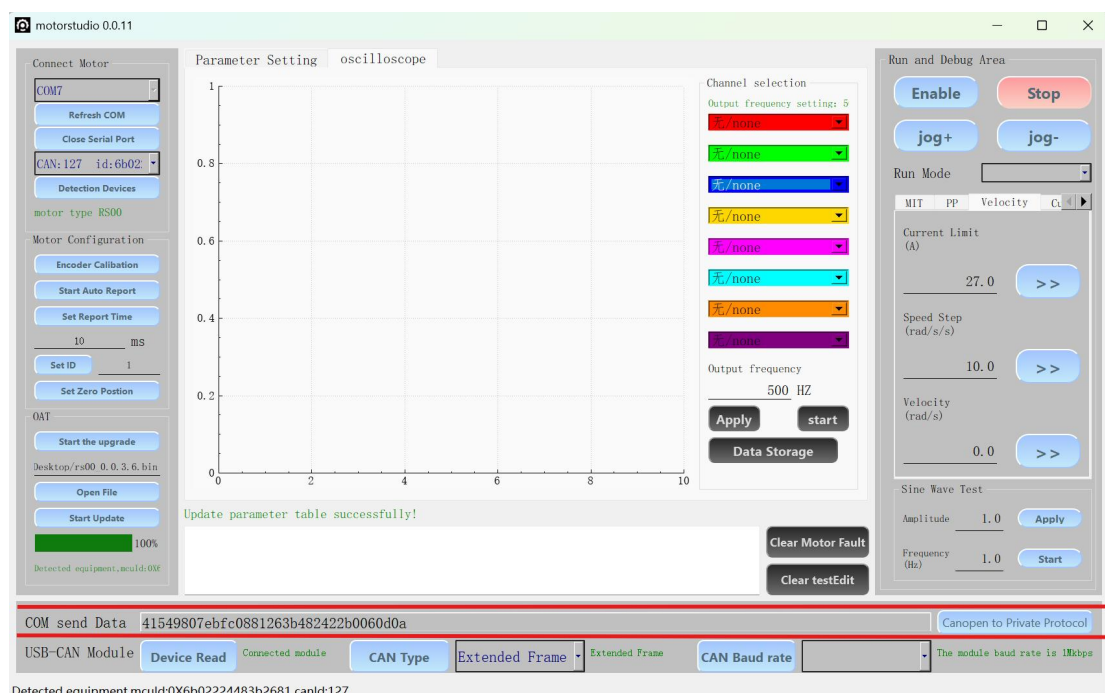 motorstudio 0.0.11
Connect Motor
COM7
Refresh COM
Close Serial Port
CAN:127 id:6b02
Detection Devices
motor type RS00
Motor Configuration
Encoder Calibation
Start Auto Report
Set Report Time
10 ms
Set ID 1
Set Zero Postion
OAT
Start the upgrade
Desktop/rs00_0.0.3.6.bin
Open File
Start Update
100%
Detected equipment,mcuId:0X6
Parameter Setting oscilloscope
1
0.8
0.6
0.4
0.2
0
0 2 4 6 8 10
Channel selection
Output frequency setting: 5
无/none
无/none
无/none
无/none
无/none
无/none
无/none
无/none
Output frequency
500 HZ
Apply start
Data Storage
Update parameter table successfully!
Clear Motor Fault
Clear testEdit
Run and Debug Area
Enable Stop
jog+ jog-
Run Mode
MIT PP Velocity Cu
Current Limit
(A)
27.0 >>
Speed Step
(rad/s/s)
10.0 >>
Velocity
(rad/s)
0.0 >>
Sine Wave Test
Amplitude 1.0 Apply
Frequency
(Hz) 1.0 Start
COM send Data 41549807ebfc0881263b482422b0060d0a Canopen to Private Protocol
USB-CAN Module Device Read Connected module CAN Type Extended Frame Extended Frame CAN Baud rate The module baud rate is 1Mkbps
Detected equipment,mcuId:0X6b02224483b2681,canId:127